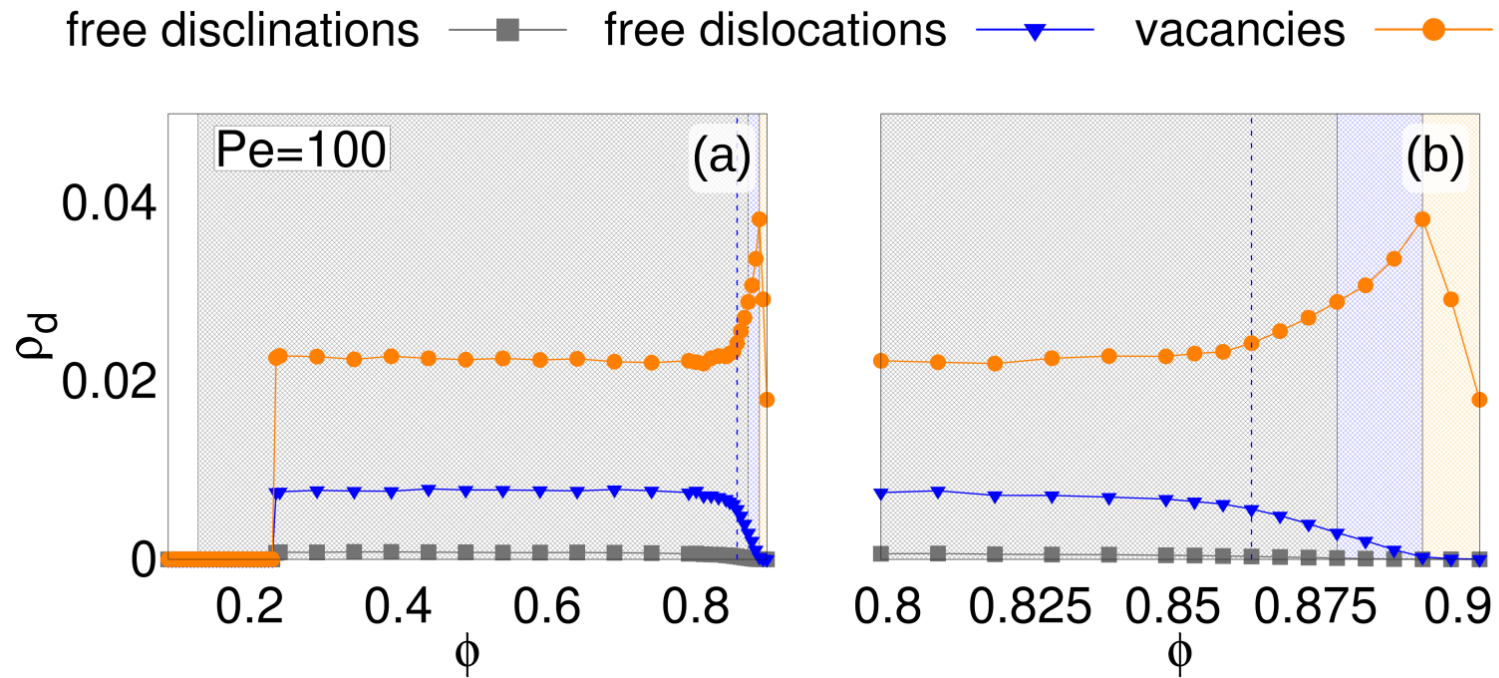 free disclinations free dislocations vacancies
Pe=100 (a) (b)
0.04
0.02
0
ρd
0.2 0.4 0.6 0.8 0.8 0.825 0.85 0.875 0.9
ϕ ϕ